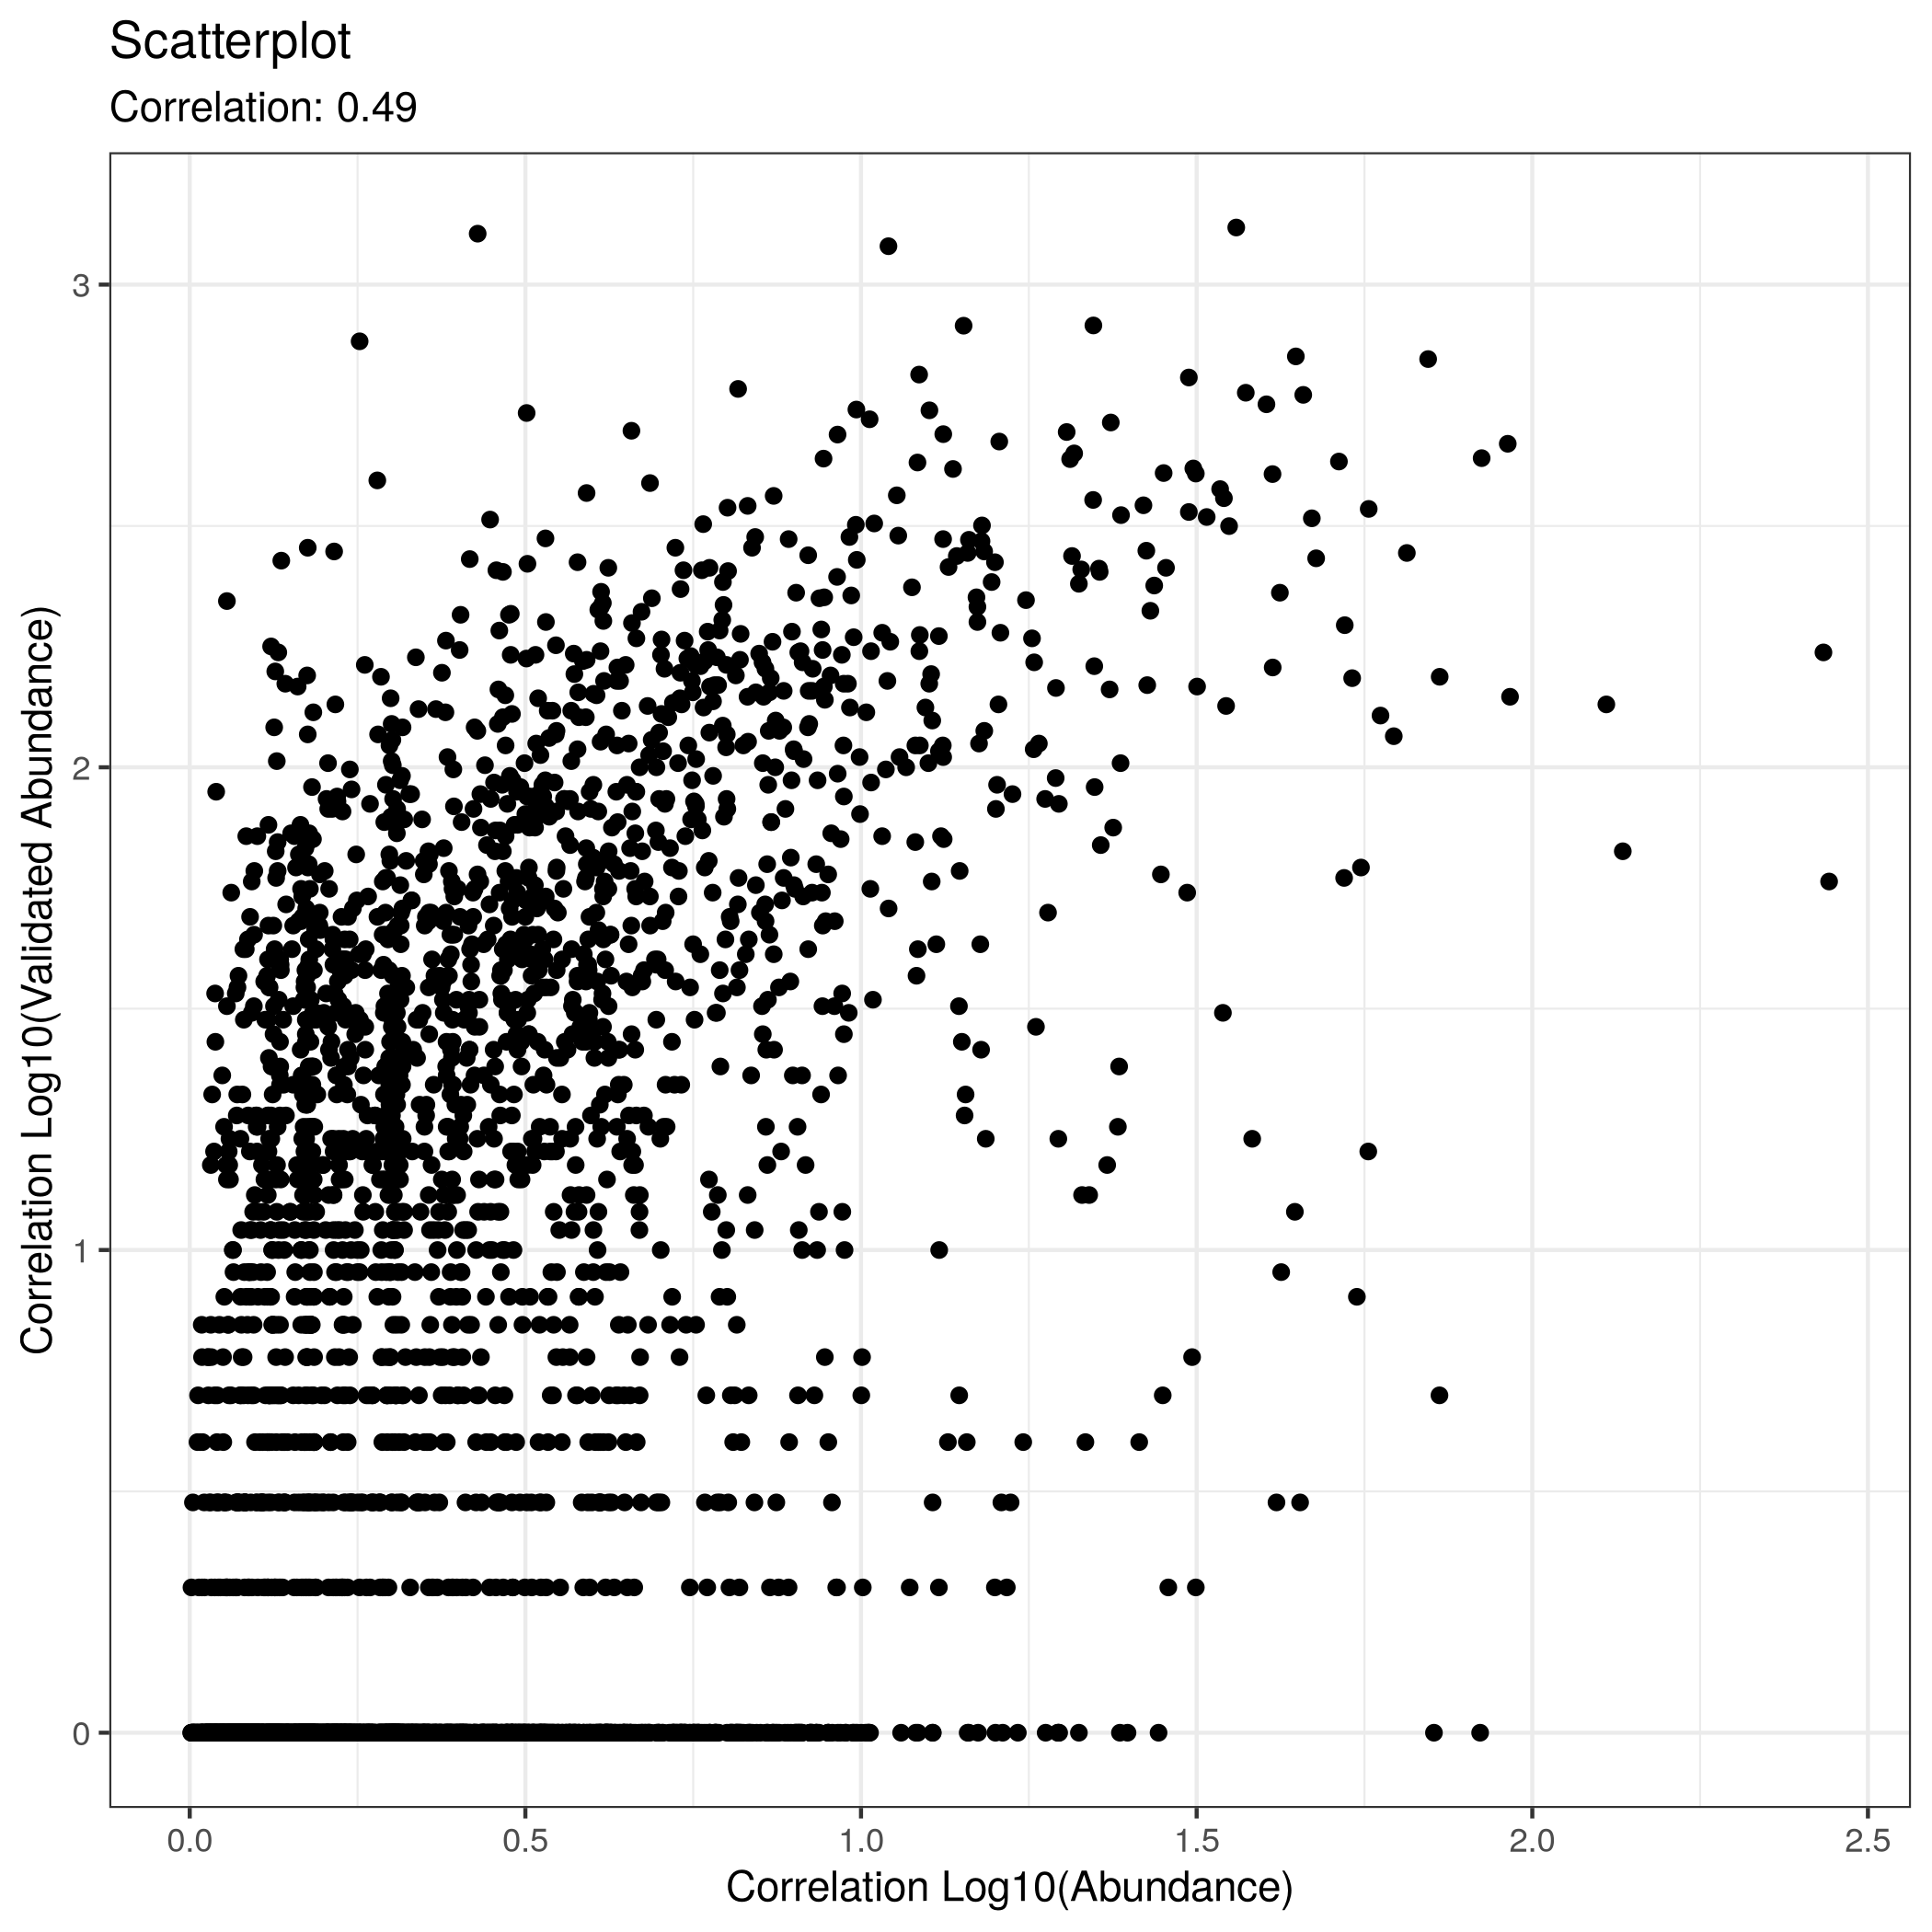 Scatterplot
Correlation: 0.49
Correlation Log10(Validated Abundance)
3
2
1
0
0.0
0.5
1.0
1.5
2.0
2.5
Correlation Log10(Abundance)